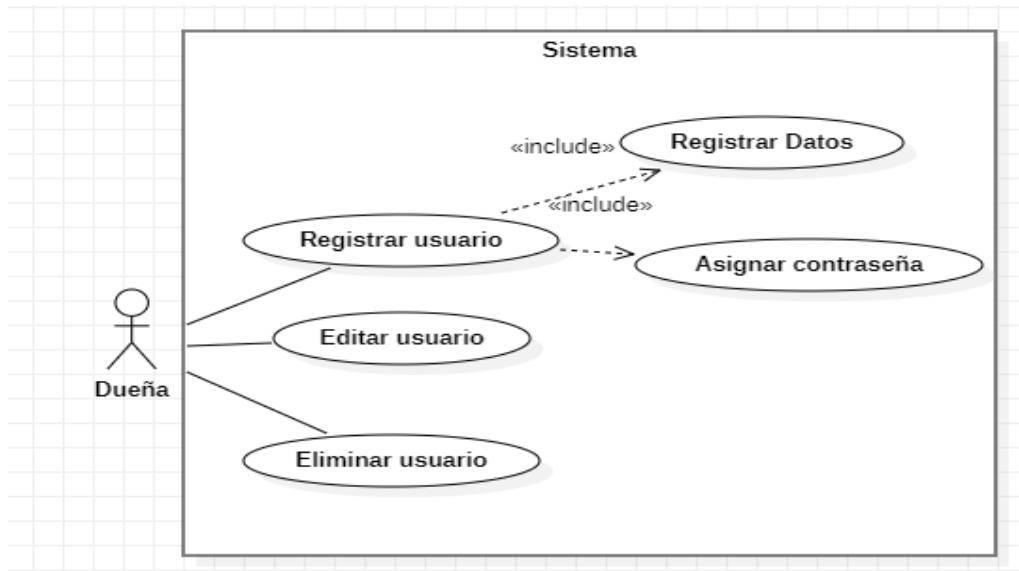 Sistema
«include»
Registrar Datos
«include»
Registrar usuario
Asignar contraseña
Editar usuario
Dueña
Eliminar usuario